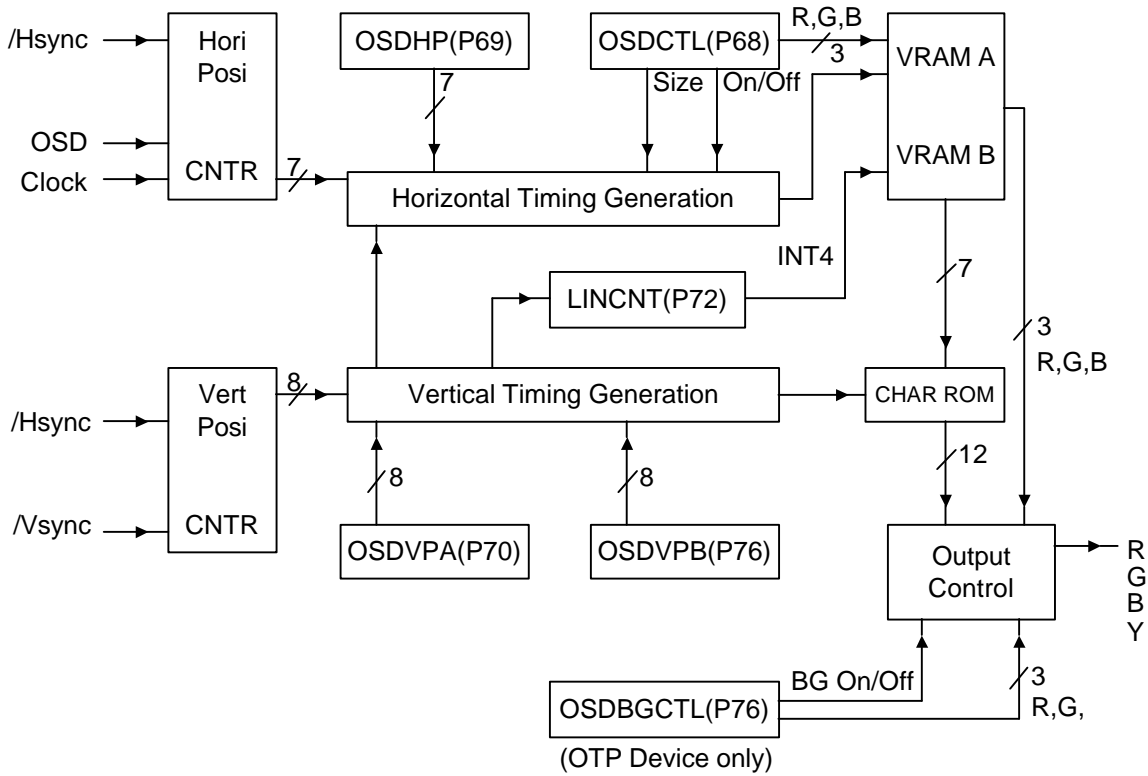 /Hsync
Hori
Posi
OSD
Clock
CNTR
7
OSDHP(P69)
7
OSDCTL(P68)
R,G,B
3
Size
On/Off
VRAM A
VRAM B
Horizontal Timing Generation
INT4
LINCNT(P72)
7
3
R,G,B
/Hsync
Vert
Posi
/Vsync
CNTR
8
Vertical Timing Generation
CHAR ROM
8
8
12
OSDVPA(P70)
OSDVPB(P76)
Output
Control
R
G
B
Y
BG On/Off
3
R,G,
OSDBGCTL(P76)
(OTP Device only)